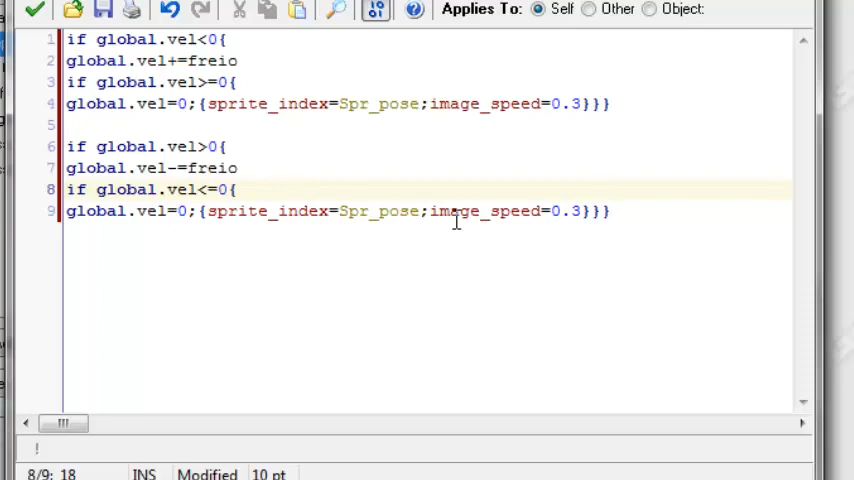 Applies To: Self Other Object:
1 if global.vel<0{
2 global.vel+=freio
3 if global.vel>=0{
4 global.vel=0;{sprite_index=Spr_pose;image_speed=0.3}}}
5
6 if global.vel>0{
7 global.vel-=freio
8 if global.vel<=0{
9 global.vel=0;{sprite_index=Spr_pose;image_speed=0.3}}}
!
8/9: 18 INS Modified 10 pt